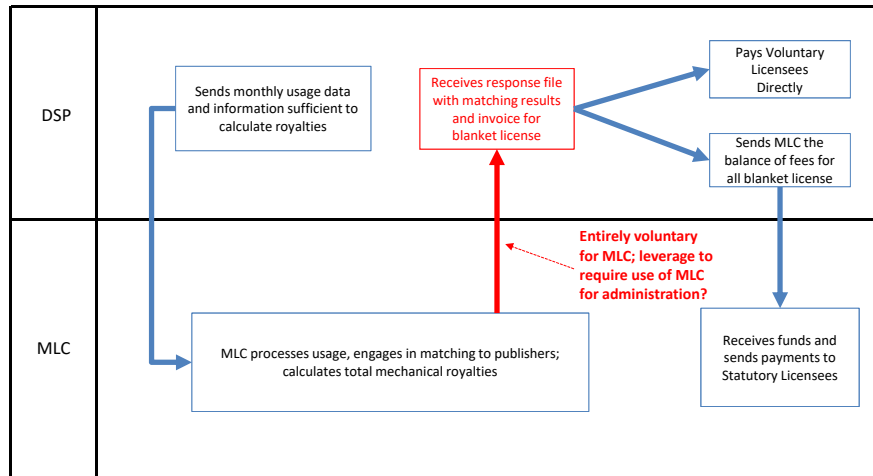 DSP
Sends monthly usage data
and information sufficient to
calculate royalties
Receives response file
with matching results
and invoice for
blanket license
Pays Voluntary
Licensees
Directly
Sends MLC the
balance of fees for
all blanket license
Entirely voluntary
for MLC; leverage to
require use of MLC
for administration?
MLC
MLC processes usage, engages in matching to publishers;
calculates total mechanical royalties
Receives funds and
sends payments to
Statutory Licensees